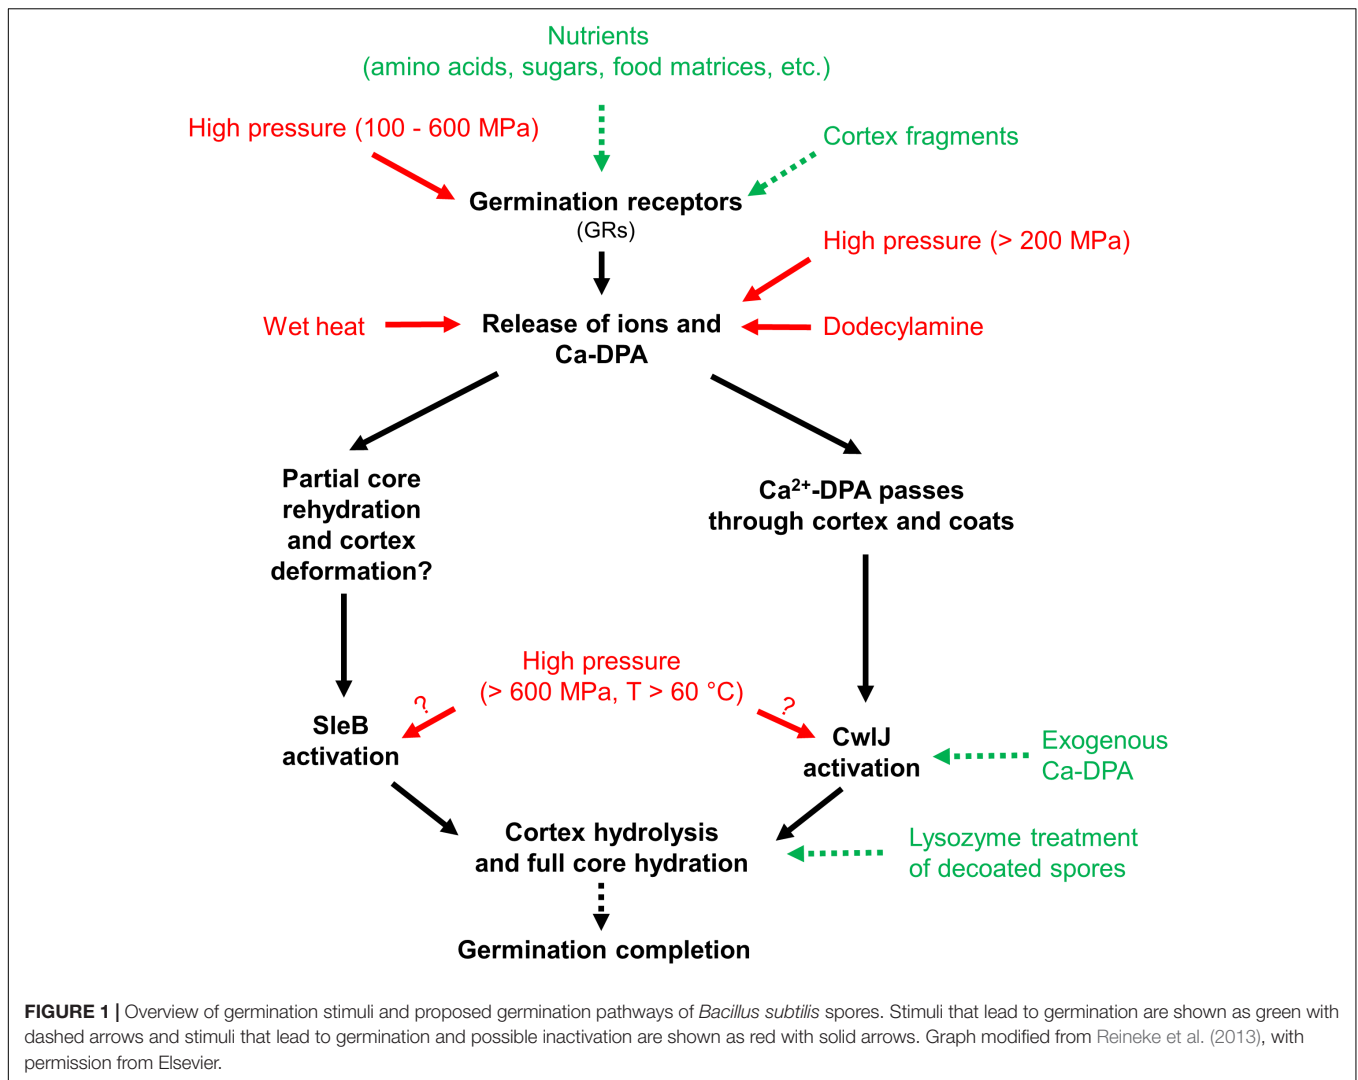 Nutrients
(amino acids, sugars, food matrices, etc.)
High pressure (100 - 600 MPa)
Cortex fragments
Germination receptors
(GRs)
High pressure (> 200 MPa)
Wet heat
Release of ions and
Ca-DPA
Dodecylamine
Partial core
rehydration
and cortex
deformation?
Ca²⁺-DPA passes
through cortex and coats
High pressure
(> 600 MPa, T > 60 °C)
?
?
SleB
activation
CwlJ
activation
Exogenous
Ca-DPA
Cortex hydrolysis
and full core hydration
Lysozyme treatment
of decoated spores
Germination completion
FIGURE 1 | Overview of germination stimuli and proposed germination pathways of Bacillus subtilis spores. Stimuli that lead to germination are shown as green with
dashed arrows and stimuli that lead to germination and possible inactivation are shown as red with solid arrows. Graph modified from Reineke et al. (2013), with
permission from Elsevier.